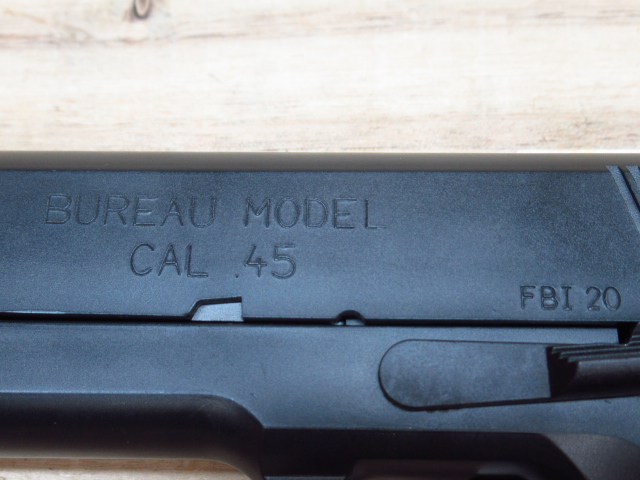 BUREAU MODEL
CAL .45
FBI 20